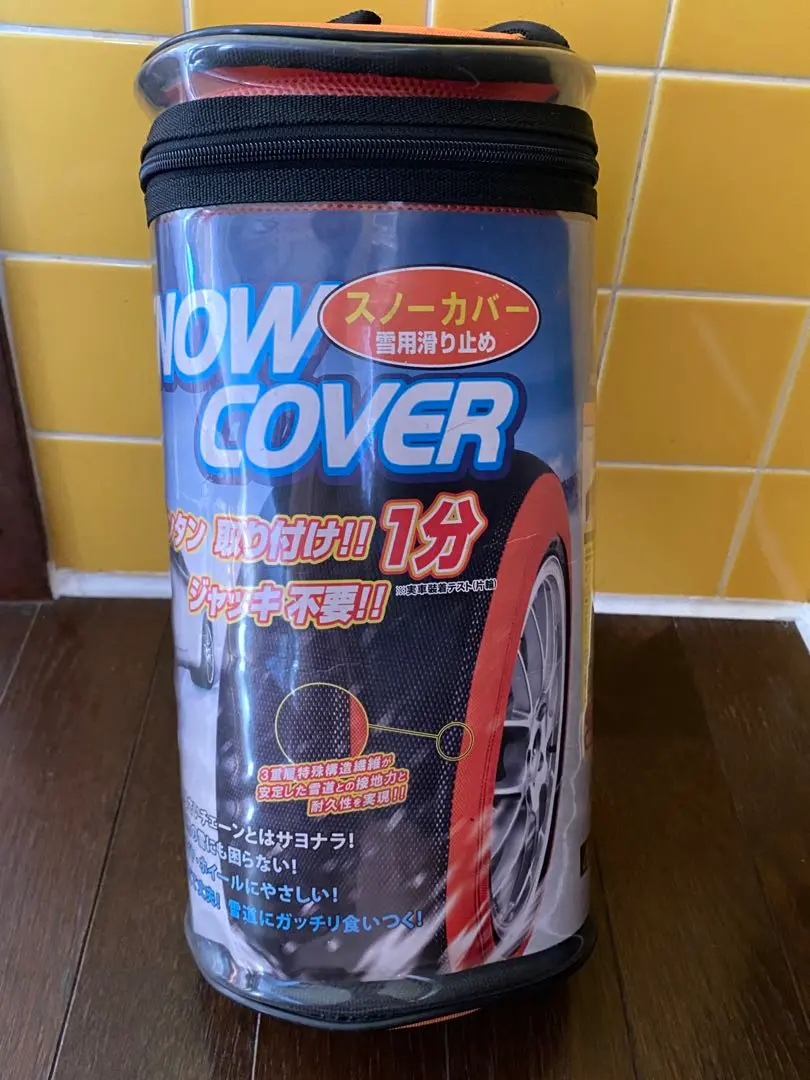 NOW
スノーカバー
雪用滑り止め
COVER
ンタン 取り付け!! 1分
ジャッキ 不要!!
※実車装着テスト(片輪)
3重層特殊構造繊維が
安定した雪道との接地力と
耐久性を実現!!
チェーンとはサヨナラ!
にも困らない!
ホイールにやさしい!
雪道にガッチリ食いつく!